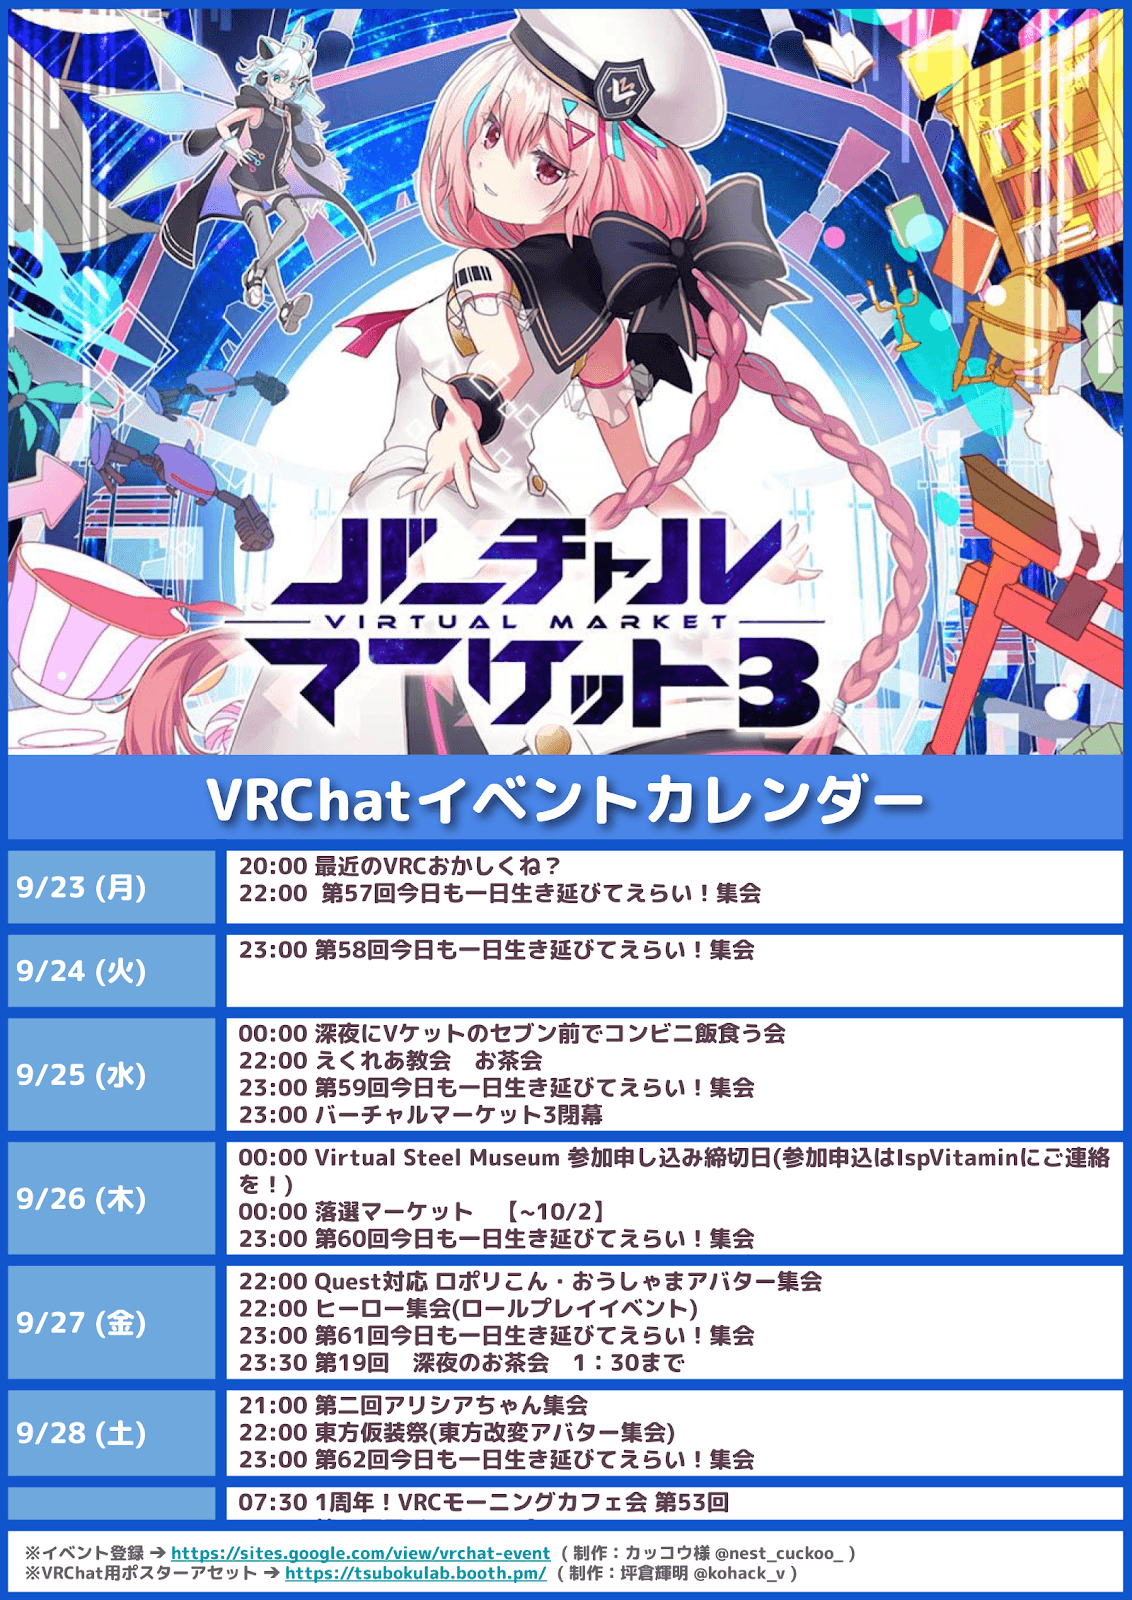 バーチャル
VIRTUAL MARKET
マーケット3
VRChatイベントカレンダー
9/23 (月)
20:00 最近のVRCおかしくね？
22:00 第57回今日も一日生き延びてえらい！集会
9/24 (火)
23:00 第58回今日も一日生き延びてえらい！集会
9/25 (水)
00:00 深夜にVケットのセブン前でコンビニ飯食う会
22:00 えくれあ教会　お茶会
23:00 第59回今日も一日生き延びてえらい！集会
23:00 バーチャルマーケット3閉幕
9/26 (木)
00:00 Virtual Steel Museum 参加申し込み締切日(参加申込はIspVitaminにご連絡
を！)
00:00 落選マーケット　【~10/2】
23:00 第60回今日も一日生き延びてえらい！集会
9/27 (金)
22:00 Quest対応 ロポリこん・おうしゃまアバター集会
22:00 ヒーロー集会(ロールプレイイベント)
23:00 第61回今日も一日生き延びてえらい！集会
23:30 第19回　深夜のお茶会　1：30まで
9/28 (土)
21:00 第二回アリシアちゃん集会
22:00 東方仮装祭(東方改変アバター集会)
23:00 第62回今日も一日生き延びてえらい！集会
07:30 1周年！VRCモーニングカフェ会 第53回
※イベント登録 → https://sites.google.com/view/vrchat-event （ 制作：カッコウ様 @nest_cuckoo_ ）
※VRChat用ポスターアセット → https://tsubokulab.booth.pm/ （ 制作：坪倉輝明 @kohack_v ）